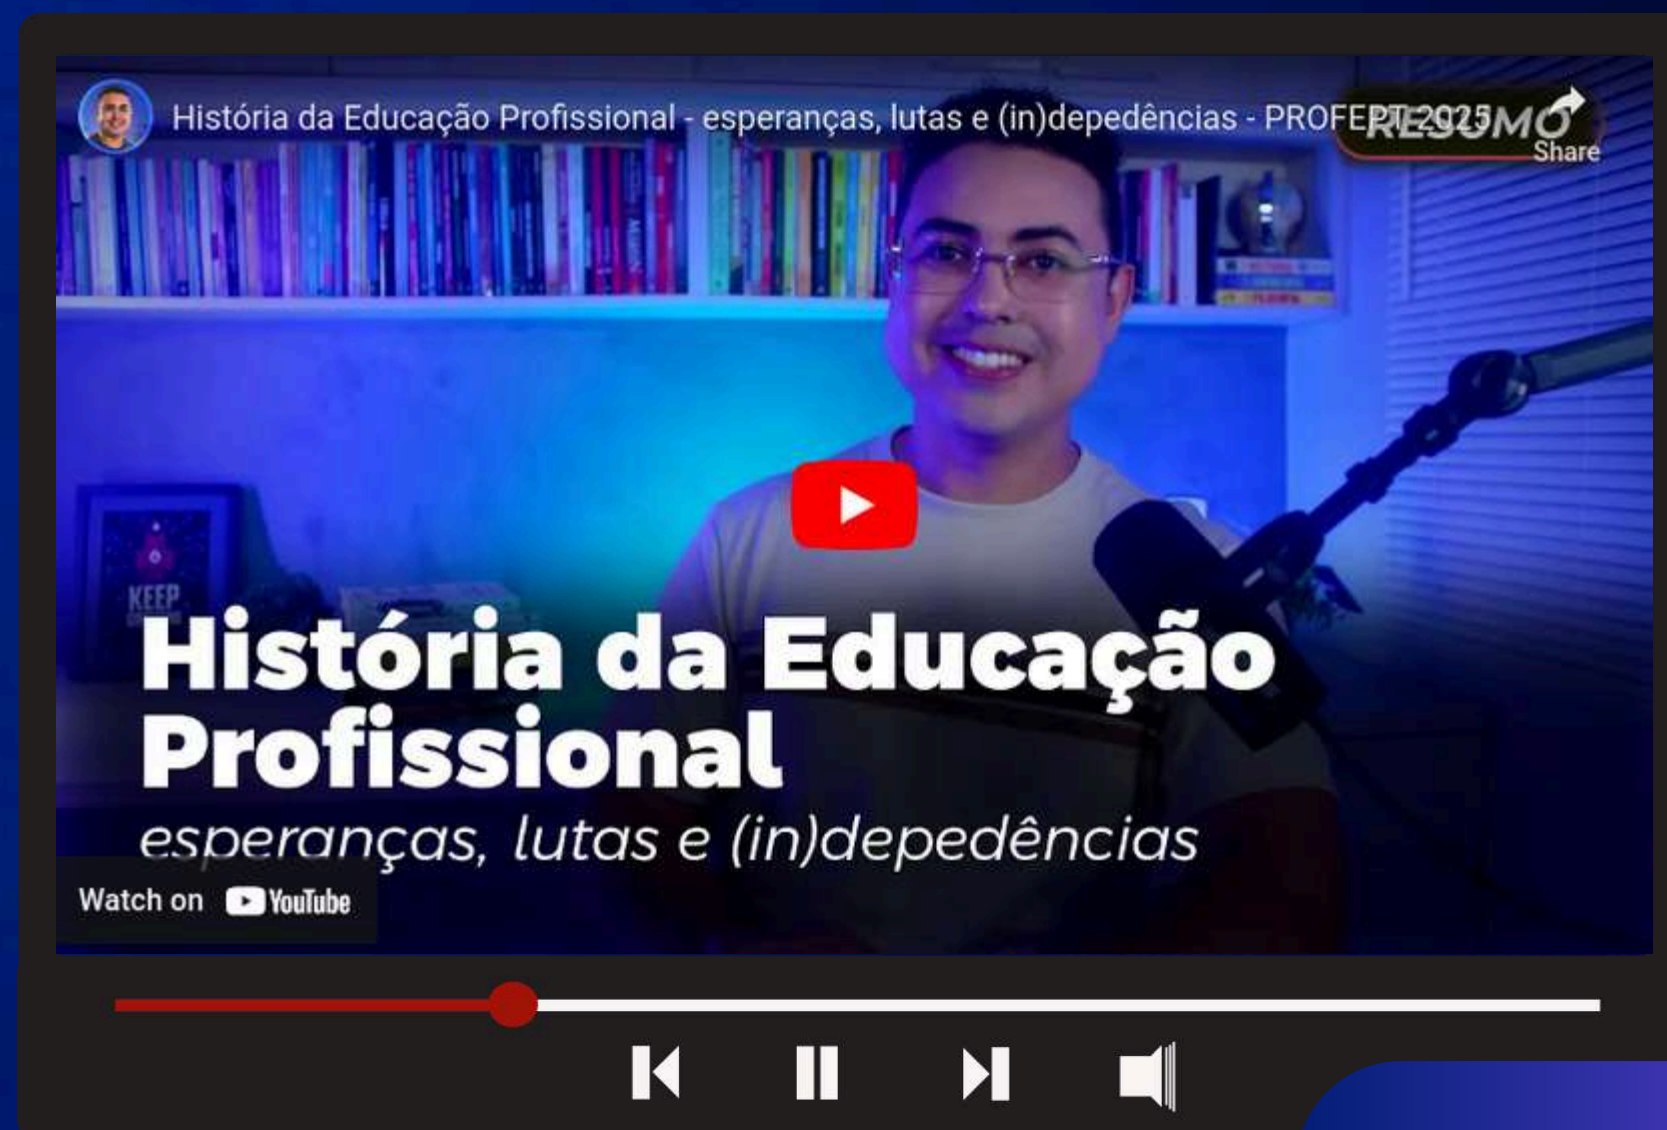 História da Educação Profissional - esperanças, lutas e (in)depedências - PROFEPT 2025
RESUMO
Share
KEEP
História da Educação
Profissional
esperanças, lutas e (in)depedências
Watch on YouTube